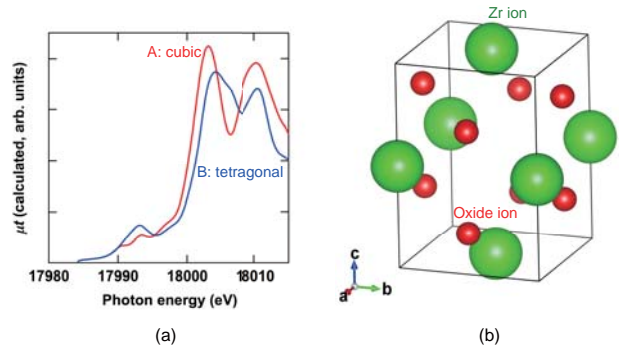 A: cubic
B: tetragonal
μt (calculated, arb. units)
17980 17990 18000 18010
Photon energy (eV)
(a)
Zr ion
Oxide ion
c
a
b
(b)